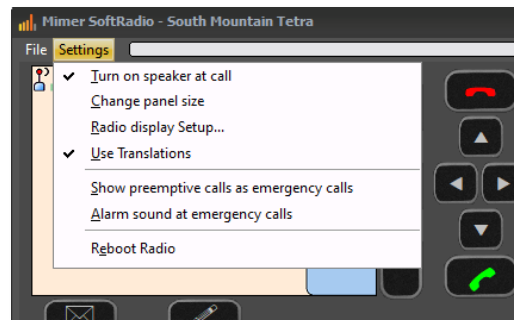 Mimer SoftRadio - South Mountain Tetra
File Settings
Turn on speaker at call
Change panel size
Radio display Setup...
Use Translations
Show preemptive calls as emergency calls
Alarm sound at emergency calls
Reboot Radio